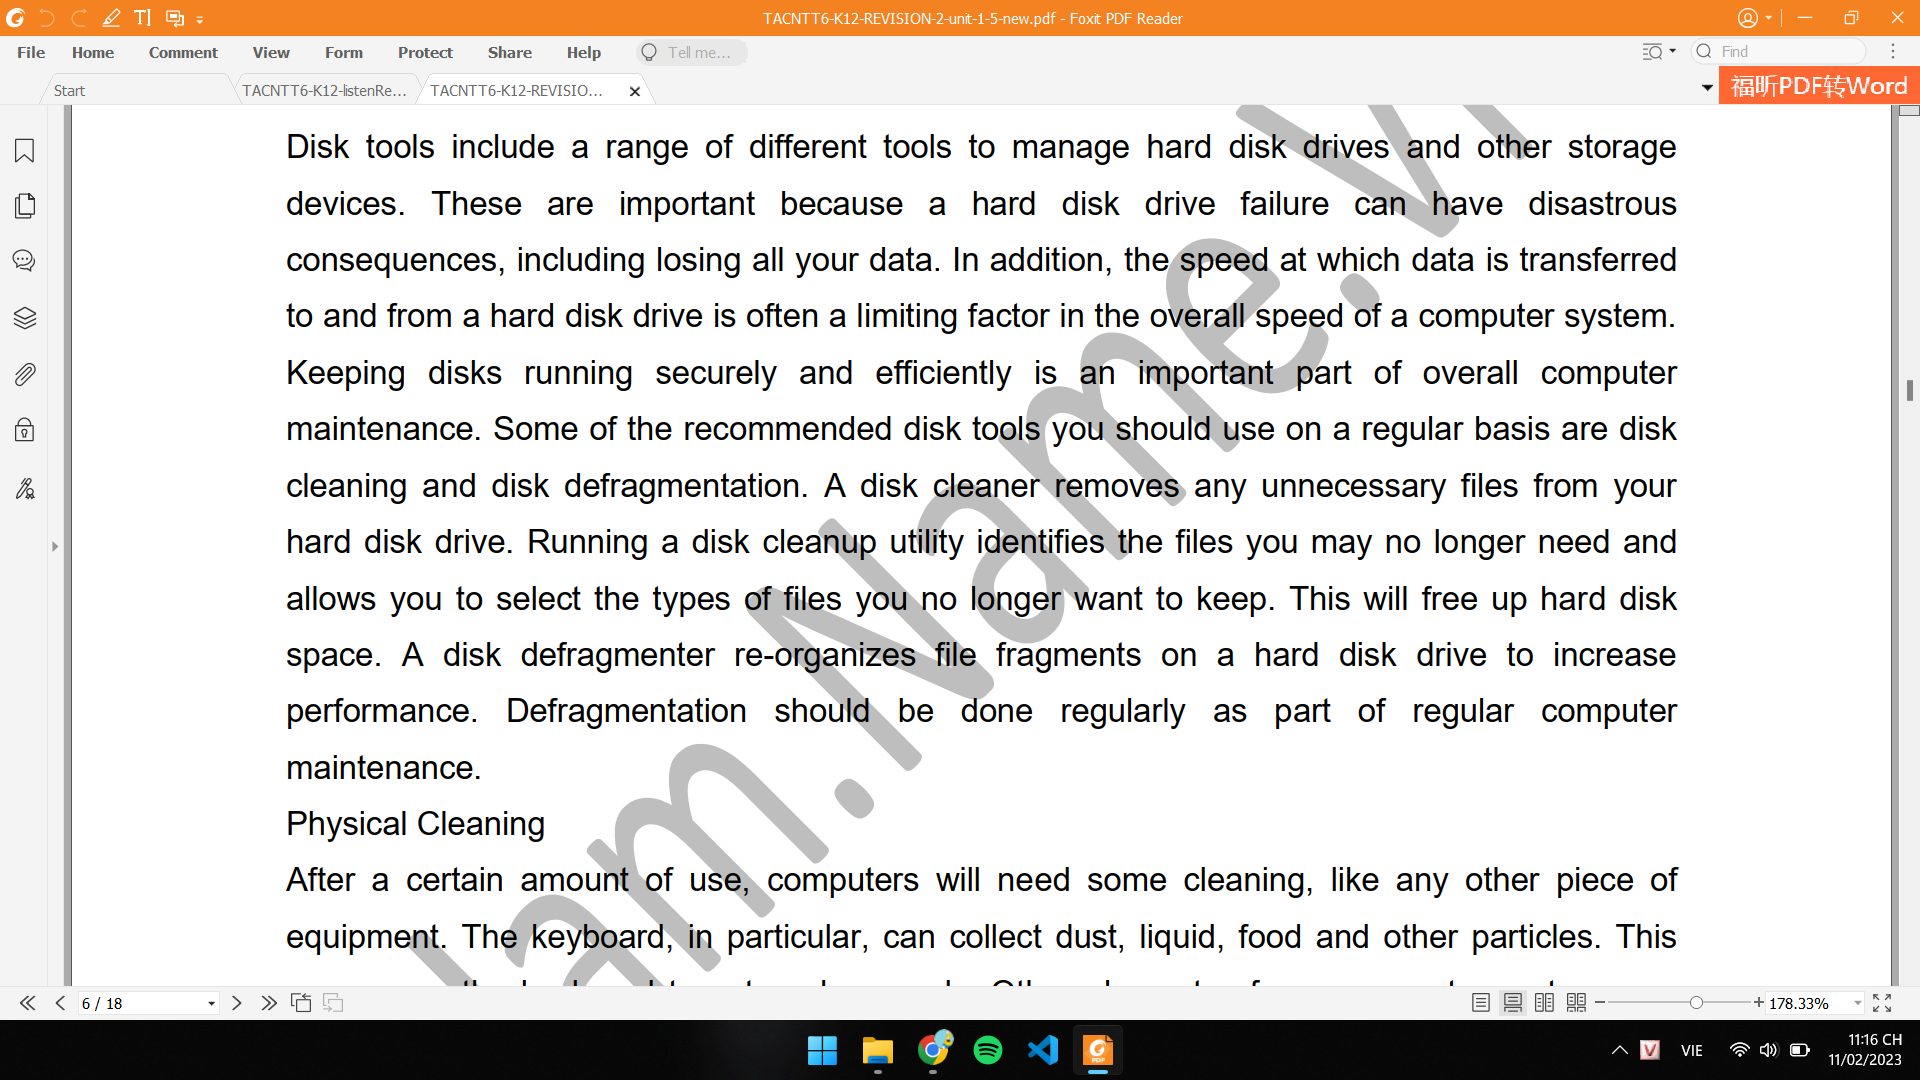 TACNTT6-K12-REVISION-2-unit-1-5-new.pdf - Foxit PDF Reader
File Home Comment View Form Protect Share Help Tell me... Find
Start TACNTT6-K12-listenRe... TACNTT6-K12-REVISIO... 福昕PDF转Word
Disk tools include a range of different tools to manage hard disk drives and other storage
devices. These are important because a hard disk drive failure can have disastrous
consequences, including losing all your data. In addition, the speed at which data is transferred
to and from a hard disk drive is often a limiting factor in the overall speed of a computer system.
Keeping disks running securely and efficiently is an important part of overall computer
maintenance. Some of the recommended disk tools you should use on a regular basis are disk
cleaning and disk defragmentation. A disk cleaner removes any unnecessary files from your
hard disk drive. Running a disk cleanup utility identifies the files you may no longer need and
allows you to select the types of files you no longer want to keep. This will free up hard disk
space. A disk defragmenter re-organizes file fragments on a hard disk drive to increase
performance. Defragmentation should be done regularly as part of regular computer
maintenance.
Physical Cleaning
After a certain amount of use, computers will need some cleaning, like any other piece of
equipment. The keyboard, in particular, can collect dust, liquid, food and other particles. This
am.Name.V
6 / 18 178.33%
VIE 11:16 CH
11/02/2023